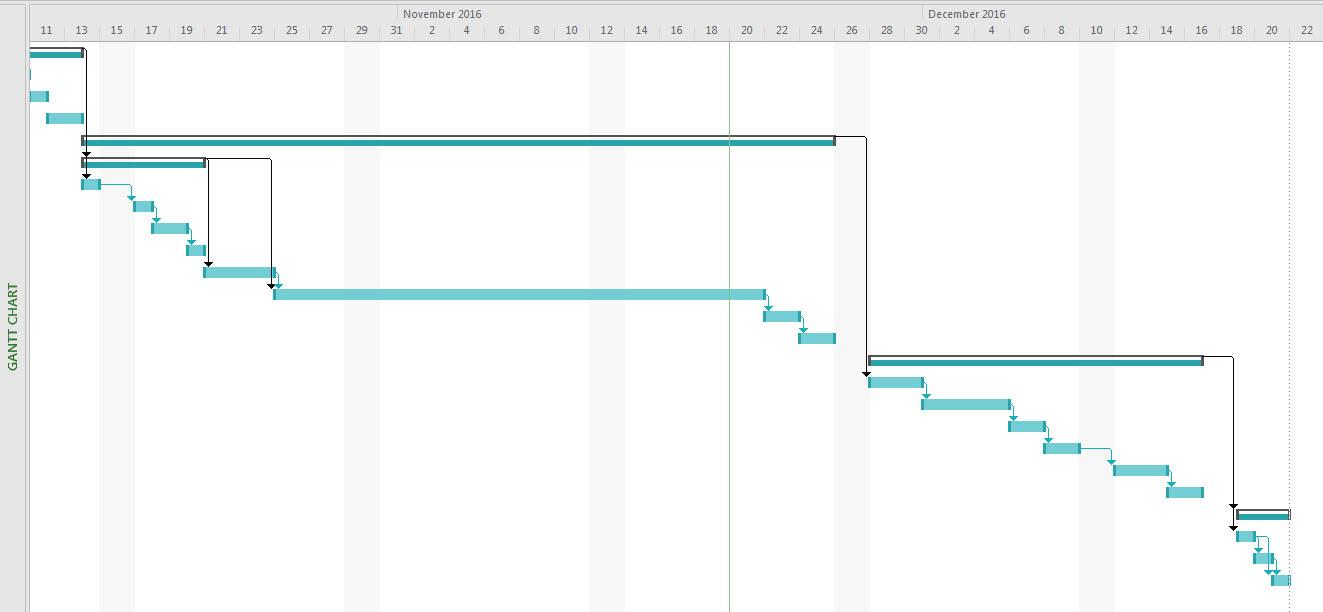 November 2016 December 2016
11 13 15 17 19 21 23 25 27 29 31 2 4 6 8 10 12 14 16 18 20 22 24 26 28 30 2 4 6 8 10 12 14 16 18 20 22
GANTT CHART